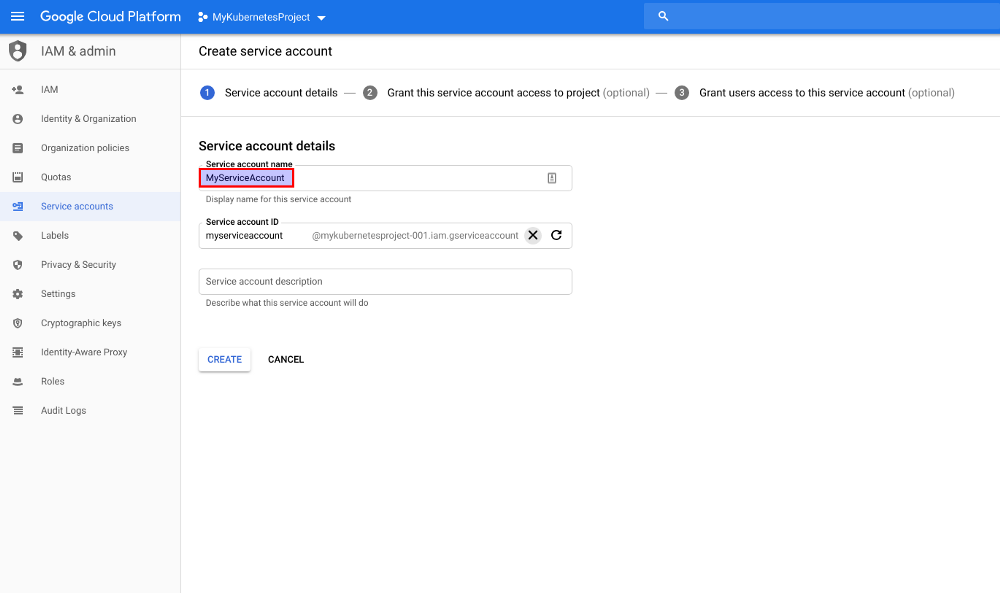 Google Cloud Platform MyKubernetesProject
IAM & admin
Create service account
IAM
Identity & Organization
Organization policies
Quotas
Service accounts
Labels
Privacy & Security
Settings
Cryptographic keys
Identity-Aware Proxy
Roles
Audit Logs
1 Service account details — 2 Grant this service account access to project (optional) — 3 Grant users access to this service account (optional)
Service account details
Service account name
MyServiceAccount
Display name for this service account
Service account ID
myserviceaccount @mykubernetesproject-001.iam.gserviceaccount
Service account description
Describe what this service account will do
CREATE CANCEL